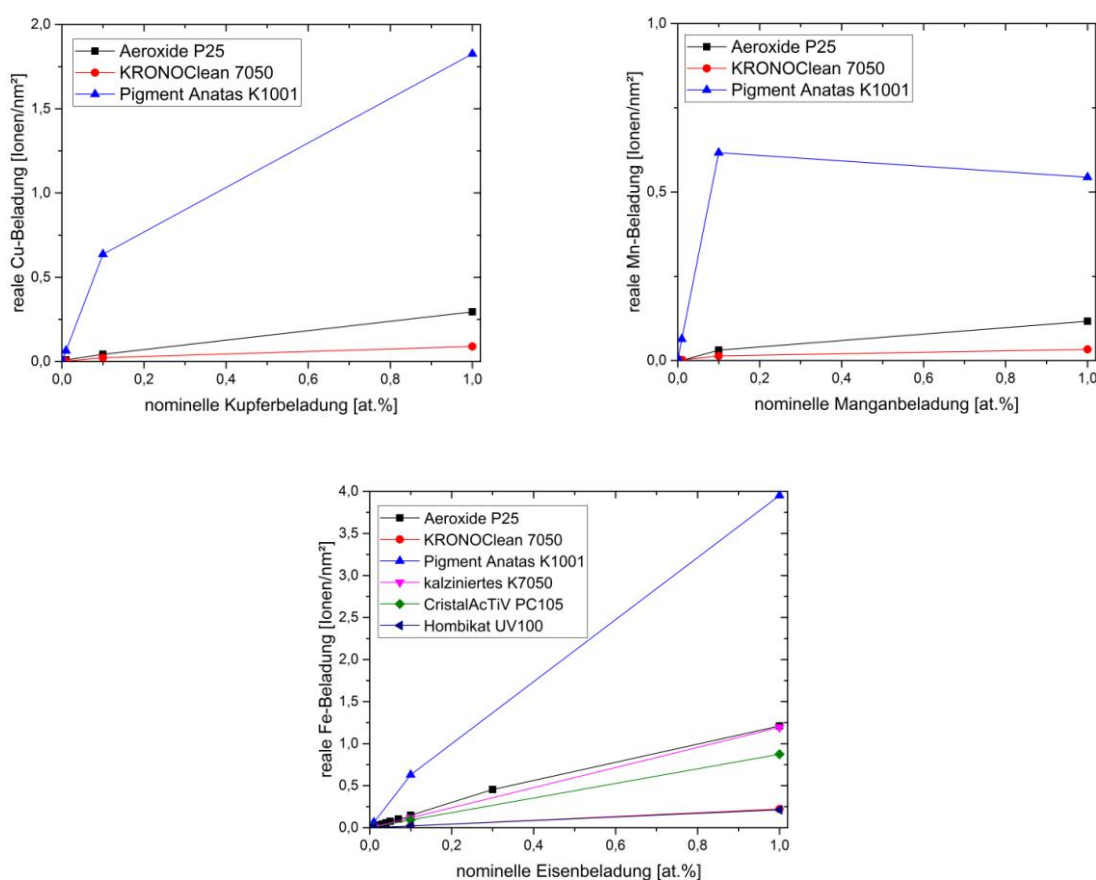 reale Cu-Beladung [Ionen/nm²]
2,0
1,5
1,0
0,5
0,0
Aeroxide P25
KRONOClean 7050
Pigment Anatas K1001
0,0 0,2 0,4 0,6 0,8 1,0
nominelle Kupferbeladung [at.%]
reale Mn-Beladung [Ionen/nm²]
1,0
0,5
0,0
Aeroxide P25
KRONOClean 7050
Pigment Anatas K1001
0,0 0,2 0,4 0,6 0,8 1,0
nominelle Manganbeladung [at.%]
reale Fe-Beladung [Ionen/nm²]
4,0
3,5
3,0
2,5
2,0
1,5
1,0
0,5
0,0
Aeroxide P25
KRONOClean 7050
Pigment Anatas K1001
kalziniertes K7050
CristalAcTiV PC105
Hombikat UV100
0,0 0,2 0,4 0,6 0,8 1,0
nominelle Eisenbeladung [at.%]